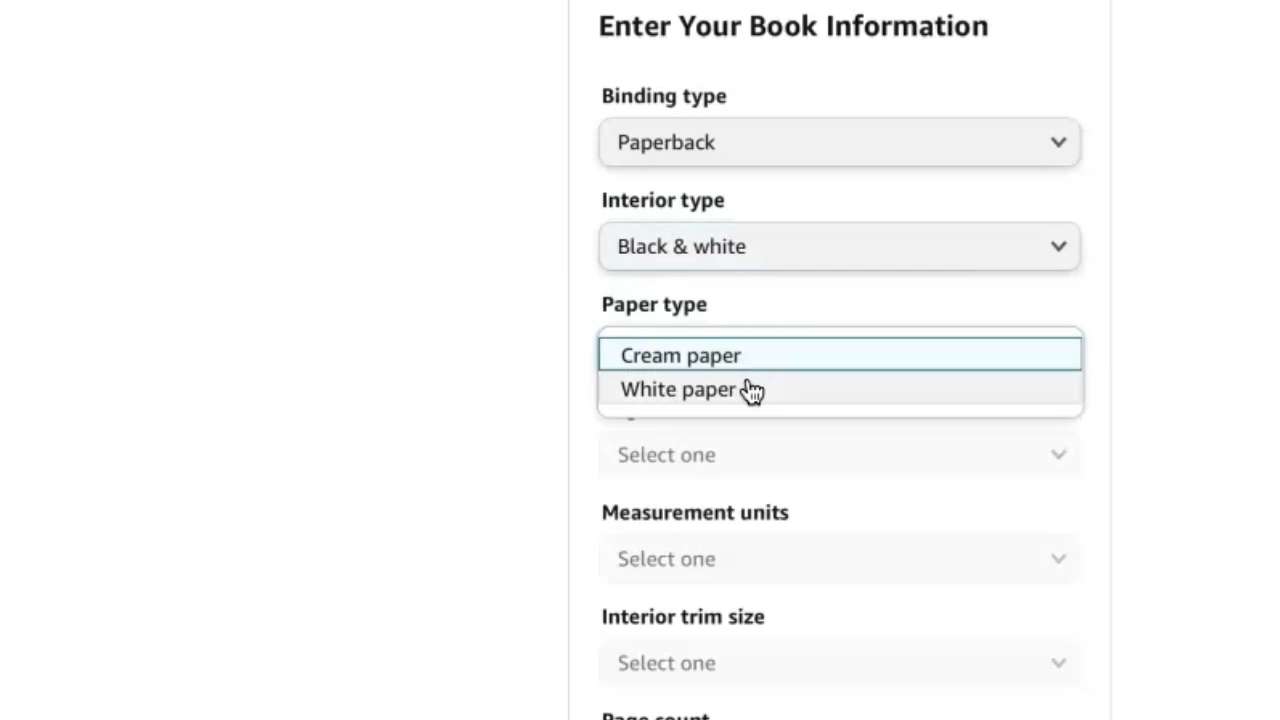 Enter Your Book Information
Binding type
Paperback
Interior type
Black & white
Paper type
Cream paper
White paper
Select one
Measurement units
Select one
Interior trim size
Select one
Page count